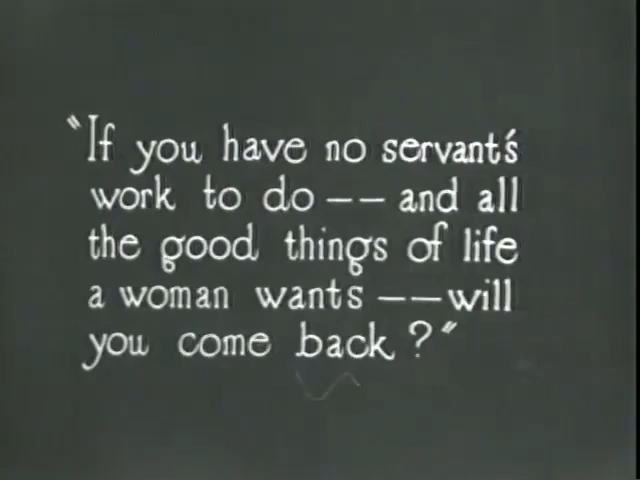 "If you have no servant's
work to do -- and all
the good things of life
a woman wants -- will
you come back?"